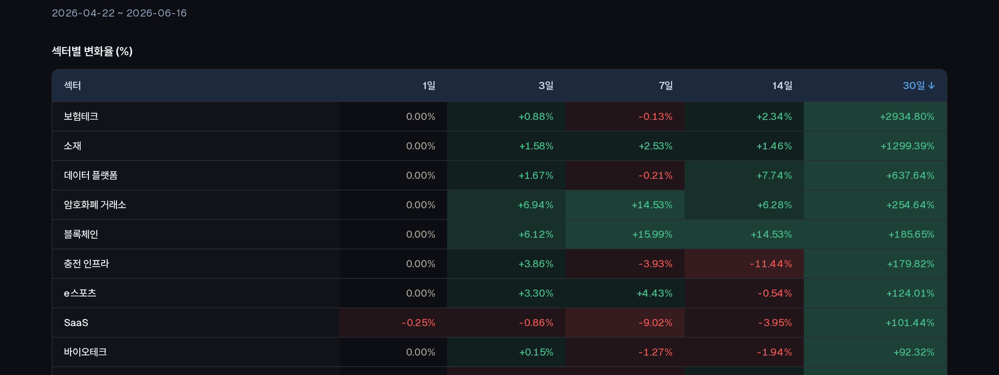 2026-04-22 ~ 2026-06-16
섹터별 변화율 (%)
섹터 1일 3일 7일 14일 30일 ↓
보험테크 0.00% +0.88% -0.13% +2.34% +2934.80%
소재 0.00% +1.58% +2.53% +1.46% +1299.39%
데이터 플랫폼 0.00% +1.67% -0.21% +7.74% +637.64%
암호화폐 거래소 0.00% +6.94% +14.53% +6.28% +254.64%
블록체인 0.00% +6.12% +15.99% +14.53% +185.65%
충전 인프라 0.00% +3.86% -3.93% -11.44% +179.82%
e스포츠 0.00% +3.30% +4.43% -0.54% +124.01%
SaaS -0.25% -0.86% -9.02% -3.95% +101.44%
바이오테크 0.00% +0.15% -1.27% -1.94% +92.32%